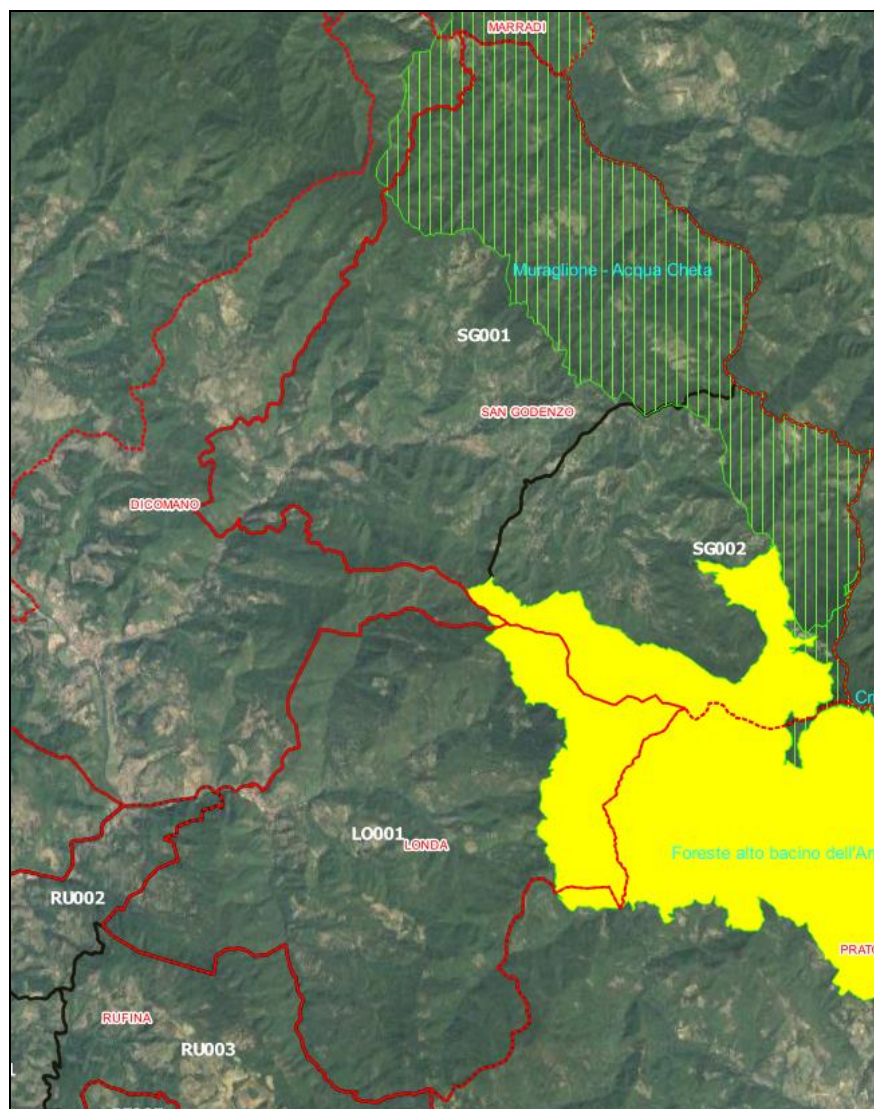 MARRADI
Muraglione - Acqua Cheta
SG001
SAN GODENZO
DICOMANO
SG002
LO001
LONDA
Foreste alto bacino dell'Ar
RU002
PRATO
RUFINA
RU003